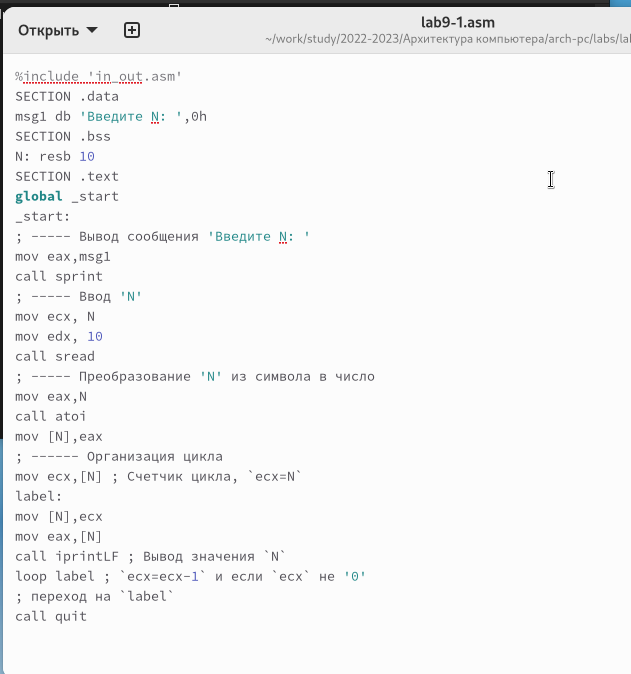 lab9-1.asm
Открыть
~/work/study/2022-2023/Архитектура компьютера/arch-pc/labs/lal
%include 'in_out.asm'
SECTION .data
msg1 db 'Введите N: ',0h
SECTION .bss
N: resb 10
SECTION .text
global _start
_start:
; ----- Вывод сообщения 'Введите N: '
mov eax,msg1
call sprint
; ----- Ввод 'N'
mov ecx, N
mov edx, 10
call sread
; ----- Преобразование 'N' из символа в число
mov eax,N
call atoi
mov [N],eax
; ------ Организация цикла
mov ecx,[N] ; Счетчик цикла, `ecx=N`
label:
mov [N],ecx
mov eax,[N]
call iprintLF ; Вывод значения `N`
loop label ; `ecx=ecx-1` и если `ecx` не '0'
; переход на `label`
call quit